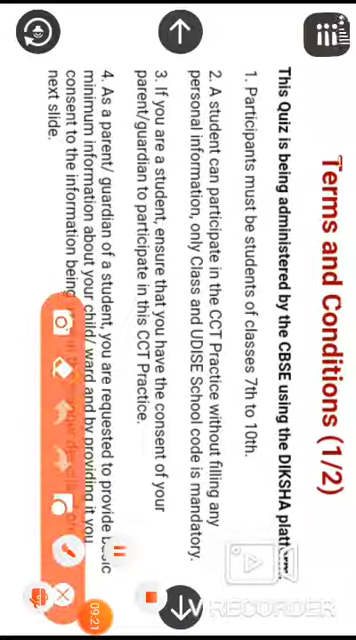 Terms and Conditions (1/2)
This Quiz is being administered by the CBSE using the DIKSHA
1. Participants must be students of classes 7th to 10th.
2. A student can participate in the CCT Practice without filling any
personal information, only Class and UDISE School code is mandatory.
3. If you are a student, ensure that you have the consent of your
parent/guardian to participate in this CCT Practice.
4. As a parent/ guardian of a student, you are requested to provide
minimum information about your child/ ward and by providing it you
consent to the information being
next slide.
V RECORDER
09:21